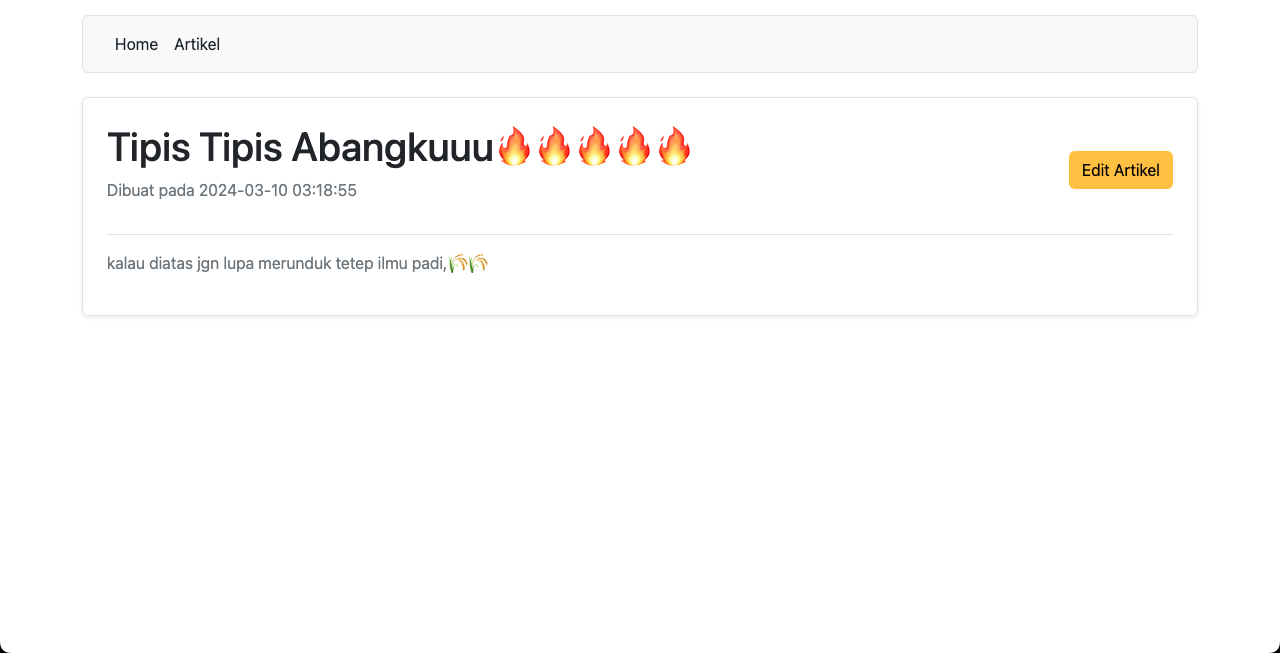 Home Artikel
Tipis Tipis Abangkuuu🔥🔥🔥🔥🔥
Dibuat pada 2024-03-10 03:18:55
Edit Artikel
kalau diatas jgn lupa merunduk tetep ilmu padi,🌾🌾